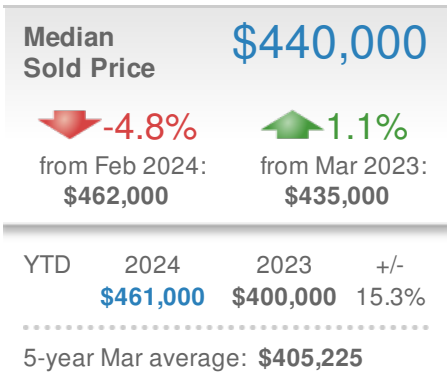 Median $440,000
Sold Price
-4.8% 1.1%
from Feb 2024: from Mar 2023:
$462,000 $435,000
YTD 2024 2023 +/-
$461,000 $400,000 15.3%
5-year Mar average: $405,225